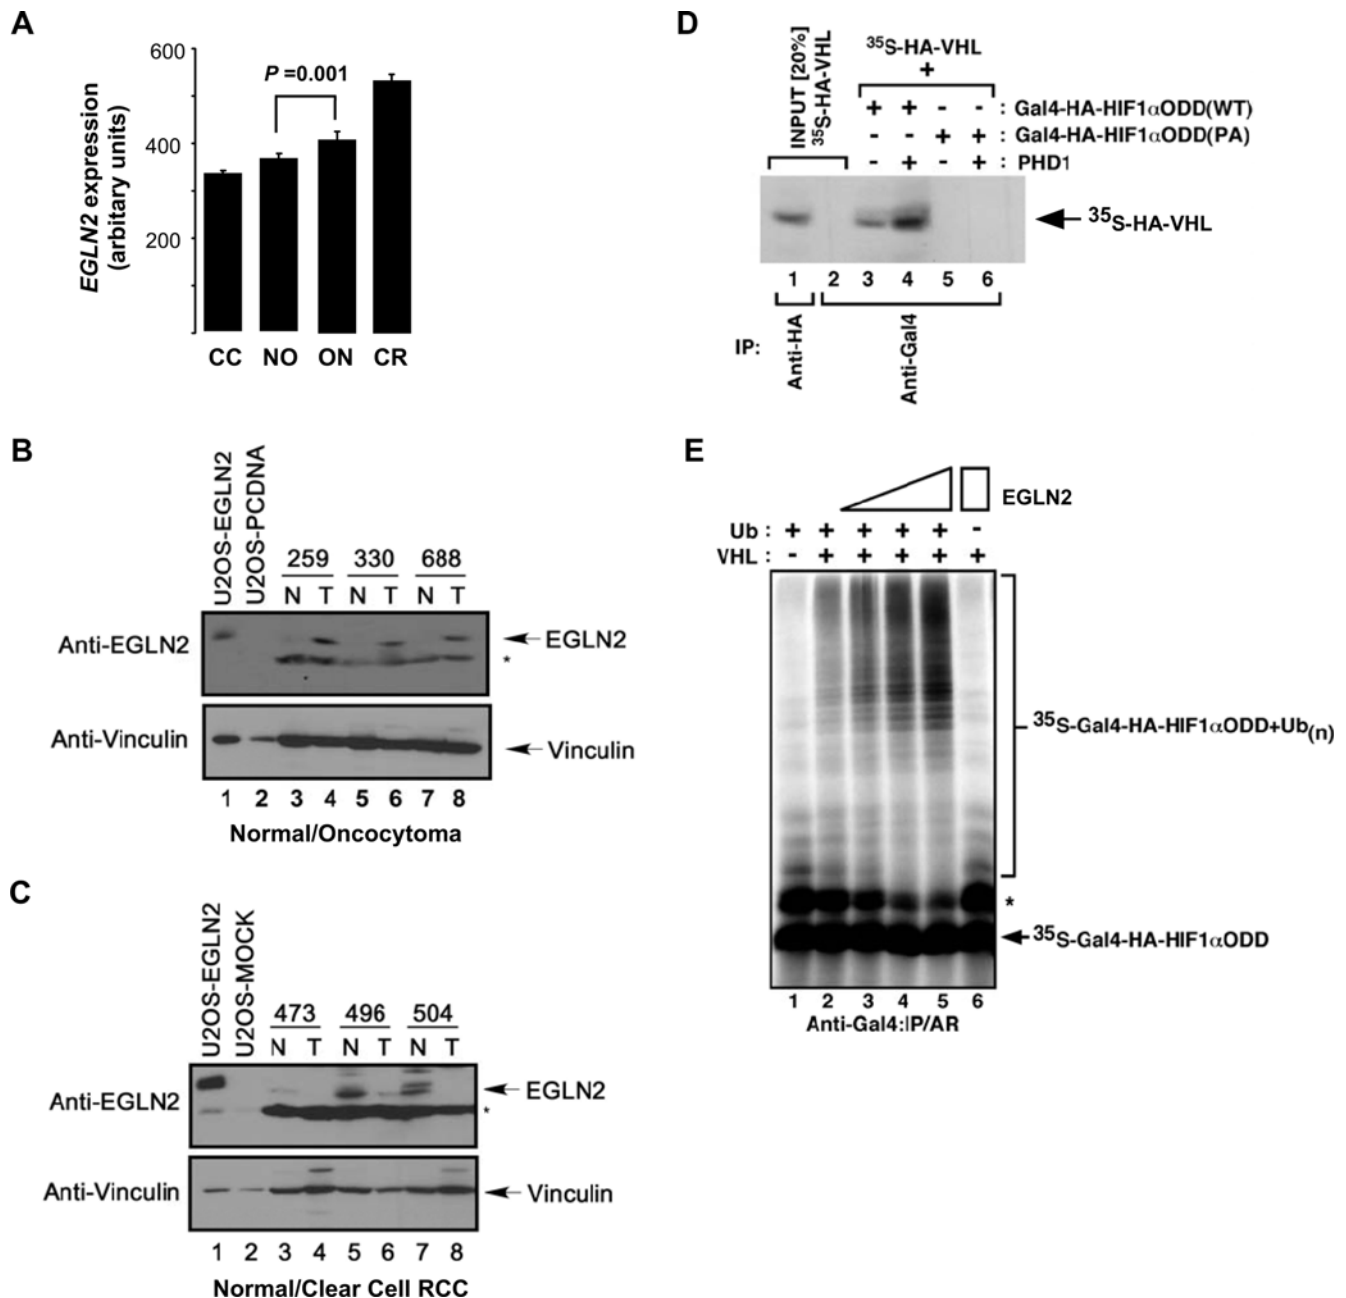 A
EGLN2 expression
(arbitary units)
600
400
200
P =0.001
CC NO ON CR
B
U2OS-EGLN2
U2OS-PCDNA
259 330 688
N T N T N T
Anti-EGLN2
EGLN2
*
Anti-Vinculin
Vinculin
1 2 3 4 5 6 7 8
Normal/Oncocytoma
C
U2OS-EGLN2
U2OS-MOCK
473 496 504
N T N T N T
Anti-EGLN2
EGLN2
*
Anti-Vinculin
Vinculin
1 2 3 4 5 6 7 8
Normal/Clear Cell RCC
D
INPUT [20%]
35S-HA-VHL
35S-HA-VHL
+
+ + - - : Gal4-HA-HIF1αODD(WT)
- - + + : Gal4-HA-HIF1αODD(PA)
- + - + : PHD1
35S-HA-VHL
1 2 3 4 5 6
IP:
Anti-HA
Anti-Gal4
E
EGLN2
Ub : + + + + + -
VHL : - + + + + +
35S-Gal4-HA-HIF1αODD+Ub(n)
*
35S-Gal4-HA-HIF1αODD
1 2 3 4 5 6
Anti-Gal4:IP/AR